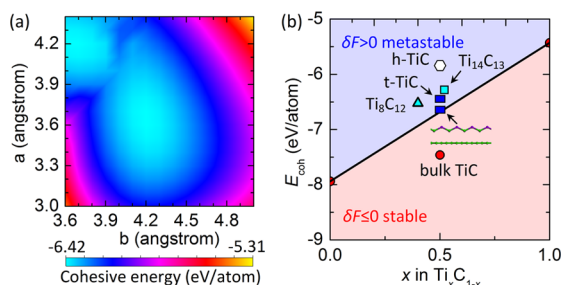 (a)
4.2
3.9
3.6
3.3
3.0
a (angstrom)
3.6 3.9 4.2 4.5 4.8
b (angstrom)
-6.42 -5.31
Cohesive energy (eV/atom)
(b)
-5
-6
-7
-8
-9
E_coh (eV/atom)
δF>0 metastable
h-TiC
Ti₁₄C₁₃
t-TiC
Ti₈C₁₂
bulk TiC
δF≤0 stable
0.0 0.5 1.0
x in TiₓC₁₋ₓ